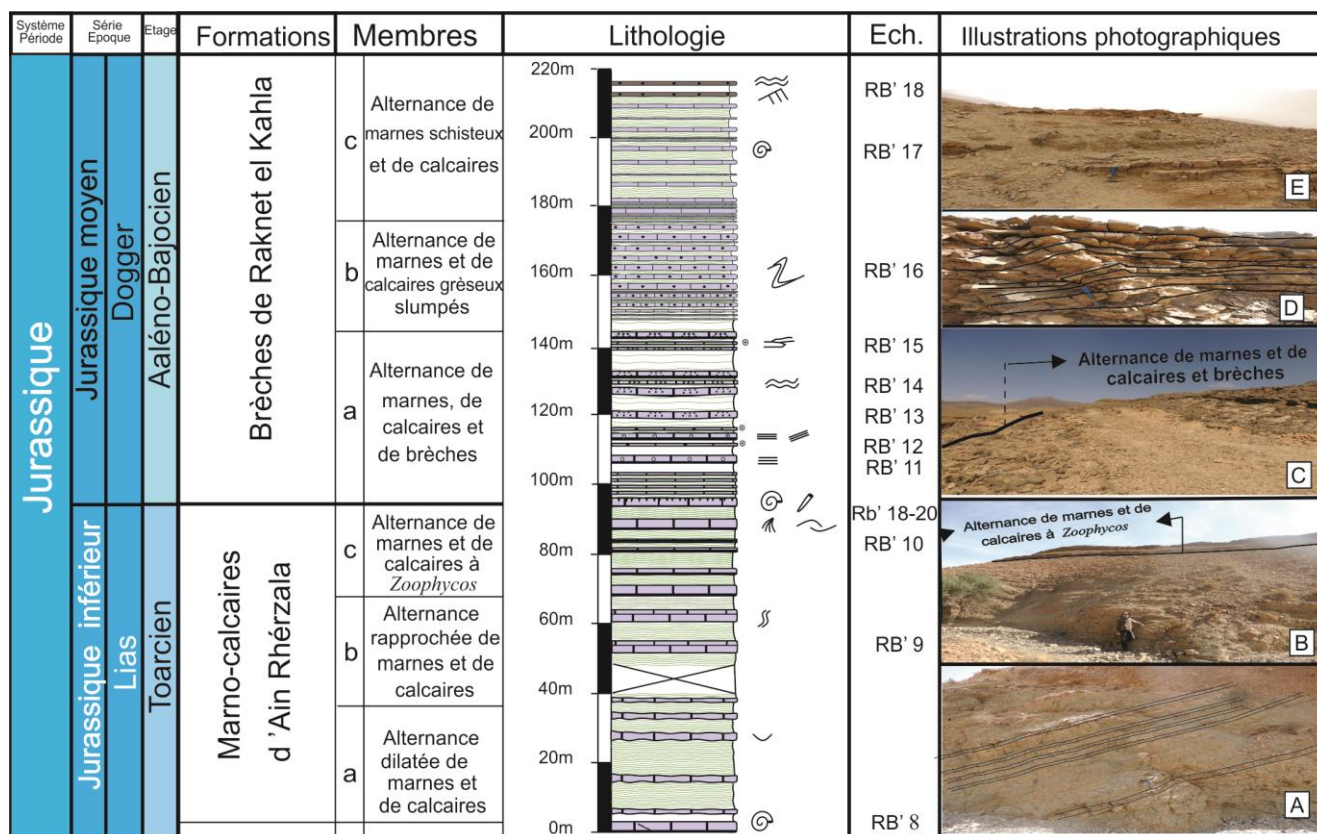 Système
Période
Série
Epoque
Etage
Formations
Membres
Lithologie
Ech.
Illustrations photographiques
Jurassique
Jurassique moyen
Dogger
Aaléno-Bajocien
Brèches de Raknet el Kahla
c
Alternance de
marnes schisteux
et de calcaires
b
Alternance de
marnes et de
calcaires grèseux
slumpés
a
Alternance de
marnes, de
calcaires et
de brèches
Jurassique inférieur
Lias
Toarcien
Marno-calcaires
d'Ain Rhérzala
c
Alternance de
marnes et de
calcaires à
Zoophycos
b
Alternance
rapprochée de
marnes et de
calcaires
a
Alternance
dilatée de
marnes et
de calcaires
220m
200m
180m
160m
140m
120m
100m
80m
60m
40m
20m
0m
RB' 18
RB' 17
RB' 16
RB' 15
RB' 14
RB' 13
RB' 12
RB' 11
Rb' 18-20
RB' 10
RB' 9
RB' 8
E
D
Alternance de marnes et de
calcaires et brèches
C
Alternance de marnes et de
calcaires à Zoophycos
B
A